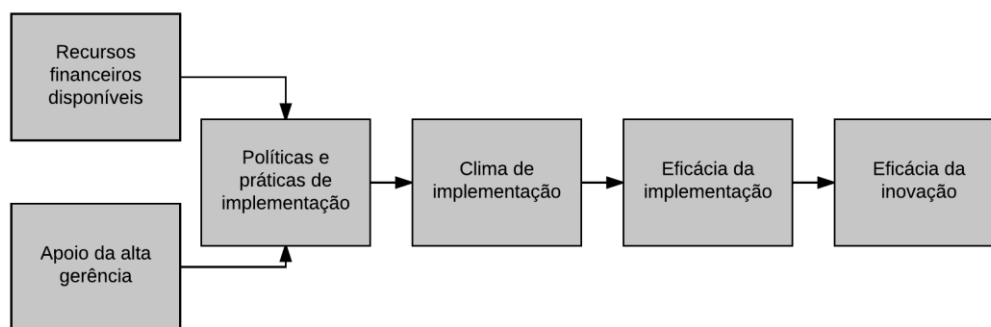 Recursos
financeiros
disponíveis
Apoio da alta
gerência
Políticas e
práticas de
implementação
Clima de
implementação
Eficácia da
implementação
Eficácia da
inovação